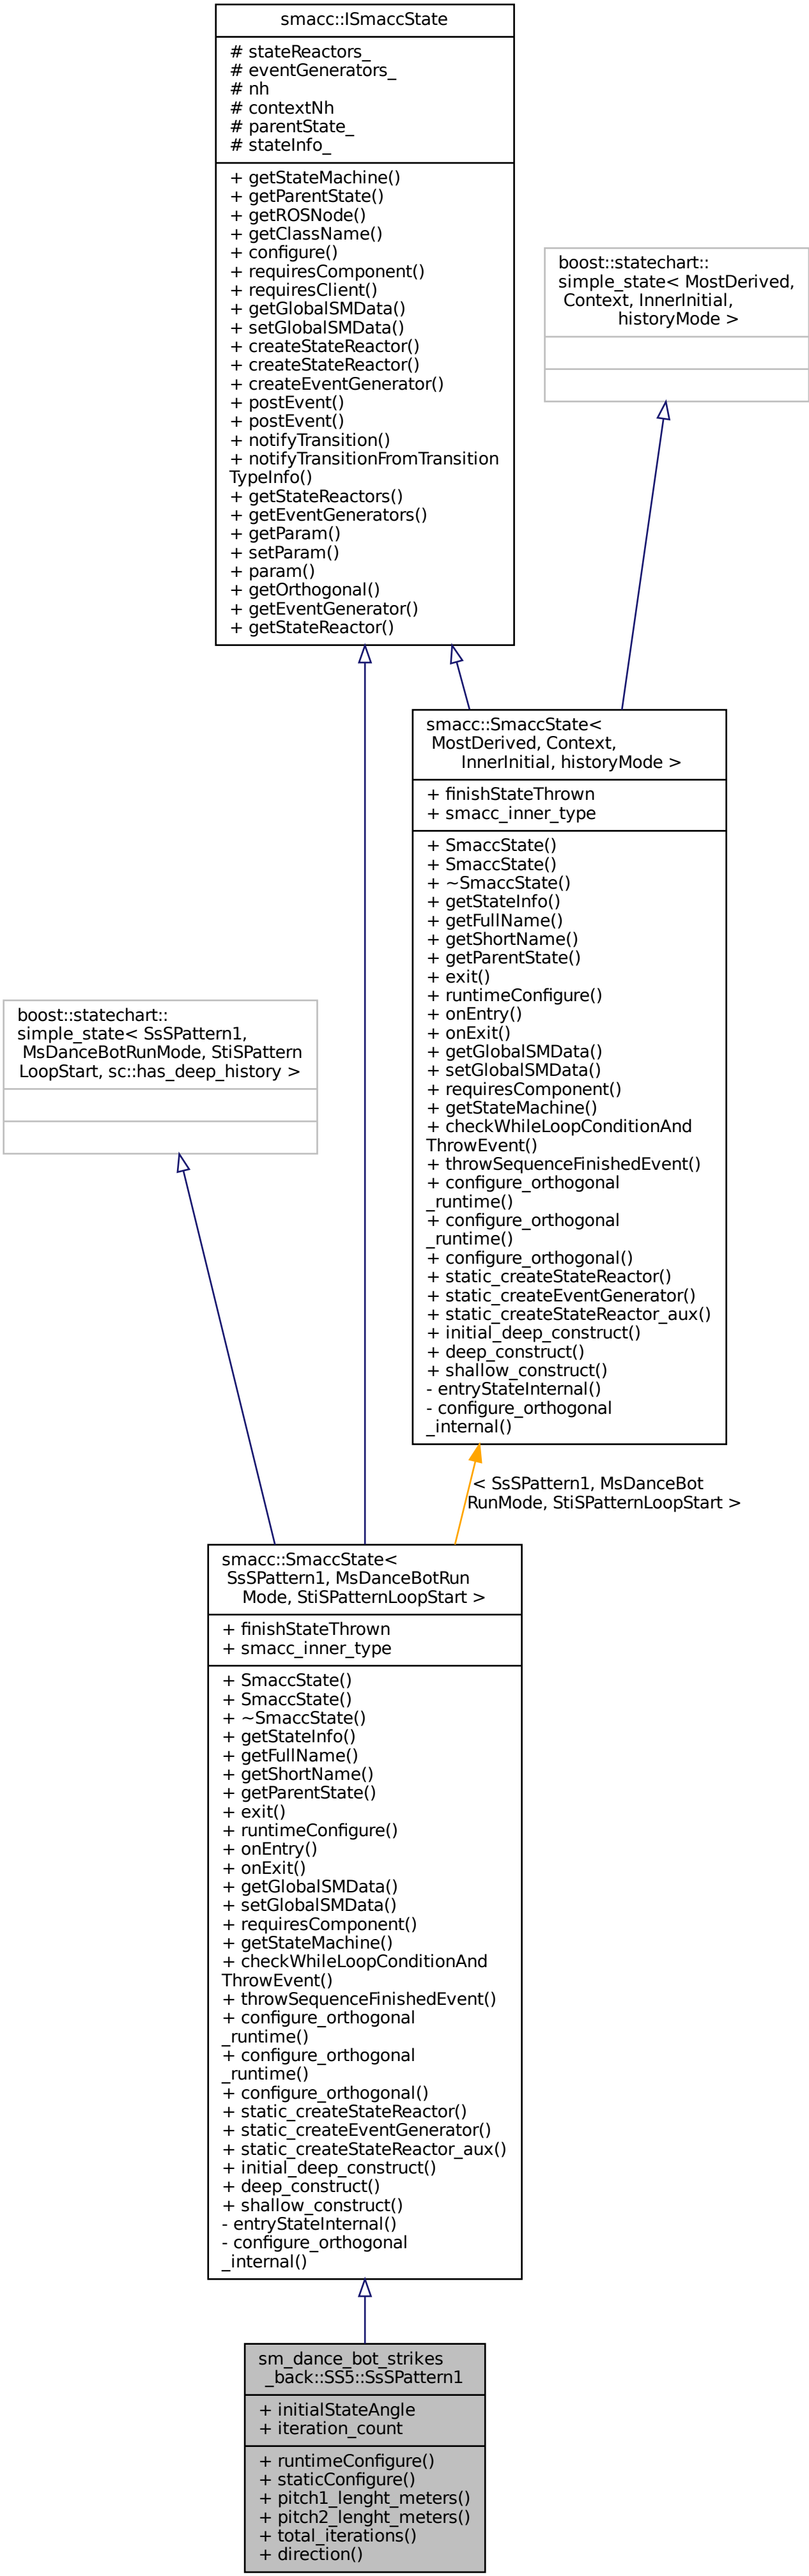 smacc::ISmaccState
# stateReactors_
# eventGenerators_
# nh
# contextNh
# parentState_
# stateInfo_
+ getStateMachine()
+ getParentState()
+ getROSNode()
+ getClassName()
+ configure()
+ requiresComponent()
+ requiresClient()
+ getGlobalSMData()
+ setGlobalSMData()
+ createStateReactor()
+ createStateReactor()
+ createEventGenerator()
+ postEvent()
+ postEvent()
+ notifyTransition()
+ notifyTransitionFromTransition
TypeInfo()
+ getStateReactors()
+ getEventGenerators()
+ getParam()
+ setParam()
+ param()
+ getOrthogonal()
+ getEventGenerator()
+ getStateReactor()
boost::statechart::
simple_state< MostDerived,
Context, InnerInitial,
historyMode >
smacc::SmaccState<
MostDerived, Context,
InnerInitial, historyMode >
+ finishStateThrown
+ smacc_inner_type
+ SmaccState()
+ SmaccState()
+ ~SmaccState()
+ getStateInfo()
+ getFullName()
+ getShortName()
+ getParentState()
+ exit()
+ runtimeConfigure()
+ onEntry()
+ onExit()
+ getGlobalSMData()
+ setGlobalSMData()
+ requiresComponent()
+ getStateMachine()
+ checkWhileLoopConditionAnd
ThrowEvent()
+ throwSequenceFinishedEvent()
+ configure_orthogonal
_runtime()
+ configure_orthogonal
_runtime()
+ configure_orthogonal()
+ static_createStateReactor()
+ static_createEventGenerator()
+ static_createStateReactor_aux()
+ initial_deep_construct()
+ deep_construct()
+ shallow_construct()
- entryStateInternal()
- configure_orthogonal
_internal()
boost::statechart::
simple_state< SsSPattern1,
MsDanceBotRunMode, StiSPattern
LoopStart, sc::has_deep_history >
< SsSPattern1, MsDanceBot
RunMode, StiSPatternLoopStart >
smacc::SmaccState<
SsSPattern1, MsDanceBotRun
Mode, StiSPatternLoopStart >
+ finishStateThrown
+ smacc_inner_type
+ SmaccState()
+ SmaccState()
+ ~SmaccState()
+ getStateInfo()
+ getFullName()
+ getShortName()
+ getParentState()
+ exit()
+ runtimeConfigure()
+ onEntry()
+ onExit()
+ getGlobalSMData()
+ setGlobalSMData()
+ requiresComponent()
+ getStateMachine()
+ checkWhileLoopConditionAnd
ThrowEvent()
+ throwSequenceFinishedEvent()
+ configure_orthogonal
_runtime()
+ configure_orthogonal
_runtime()
+ configure_orthogonal()
+ static_createStateReactor()
+ static_createEventGenerator()
+ static_createStateReactor_aux()
+ initial_deep_construct()
+ deep_construct()
+ shallow_construct()
- entryStateInternal()
- configure_orthogonal
_internal()
sm_dance_bot_strikes
_back::SS5::SsSPattern1
+ initialStateAngle
+ iteration_count
+ runtimeConfigure()
+ staticConfigure()
+ pitch1_lenght_meters()
+ pitch2_lenght_meters()
+ total_iterations()
+ direction()